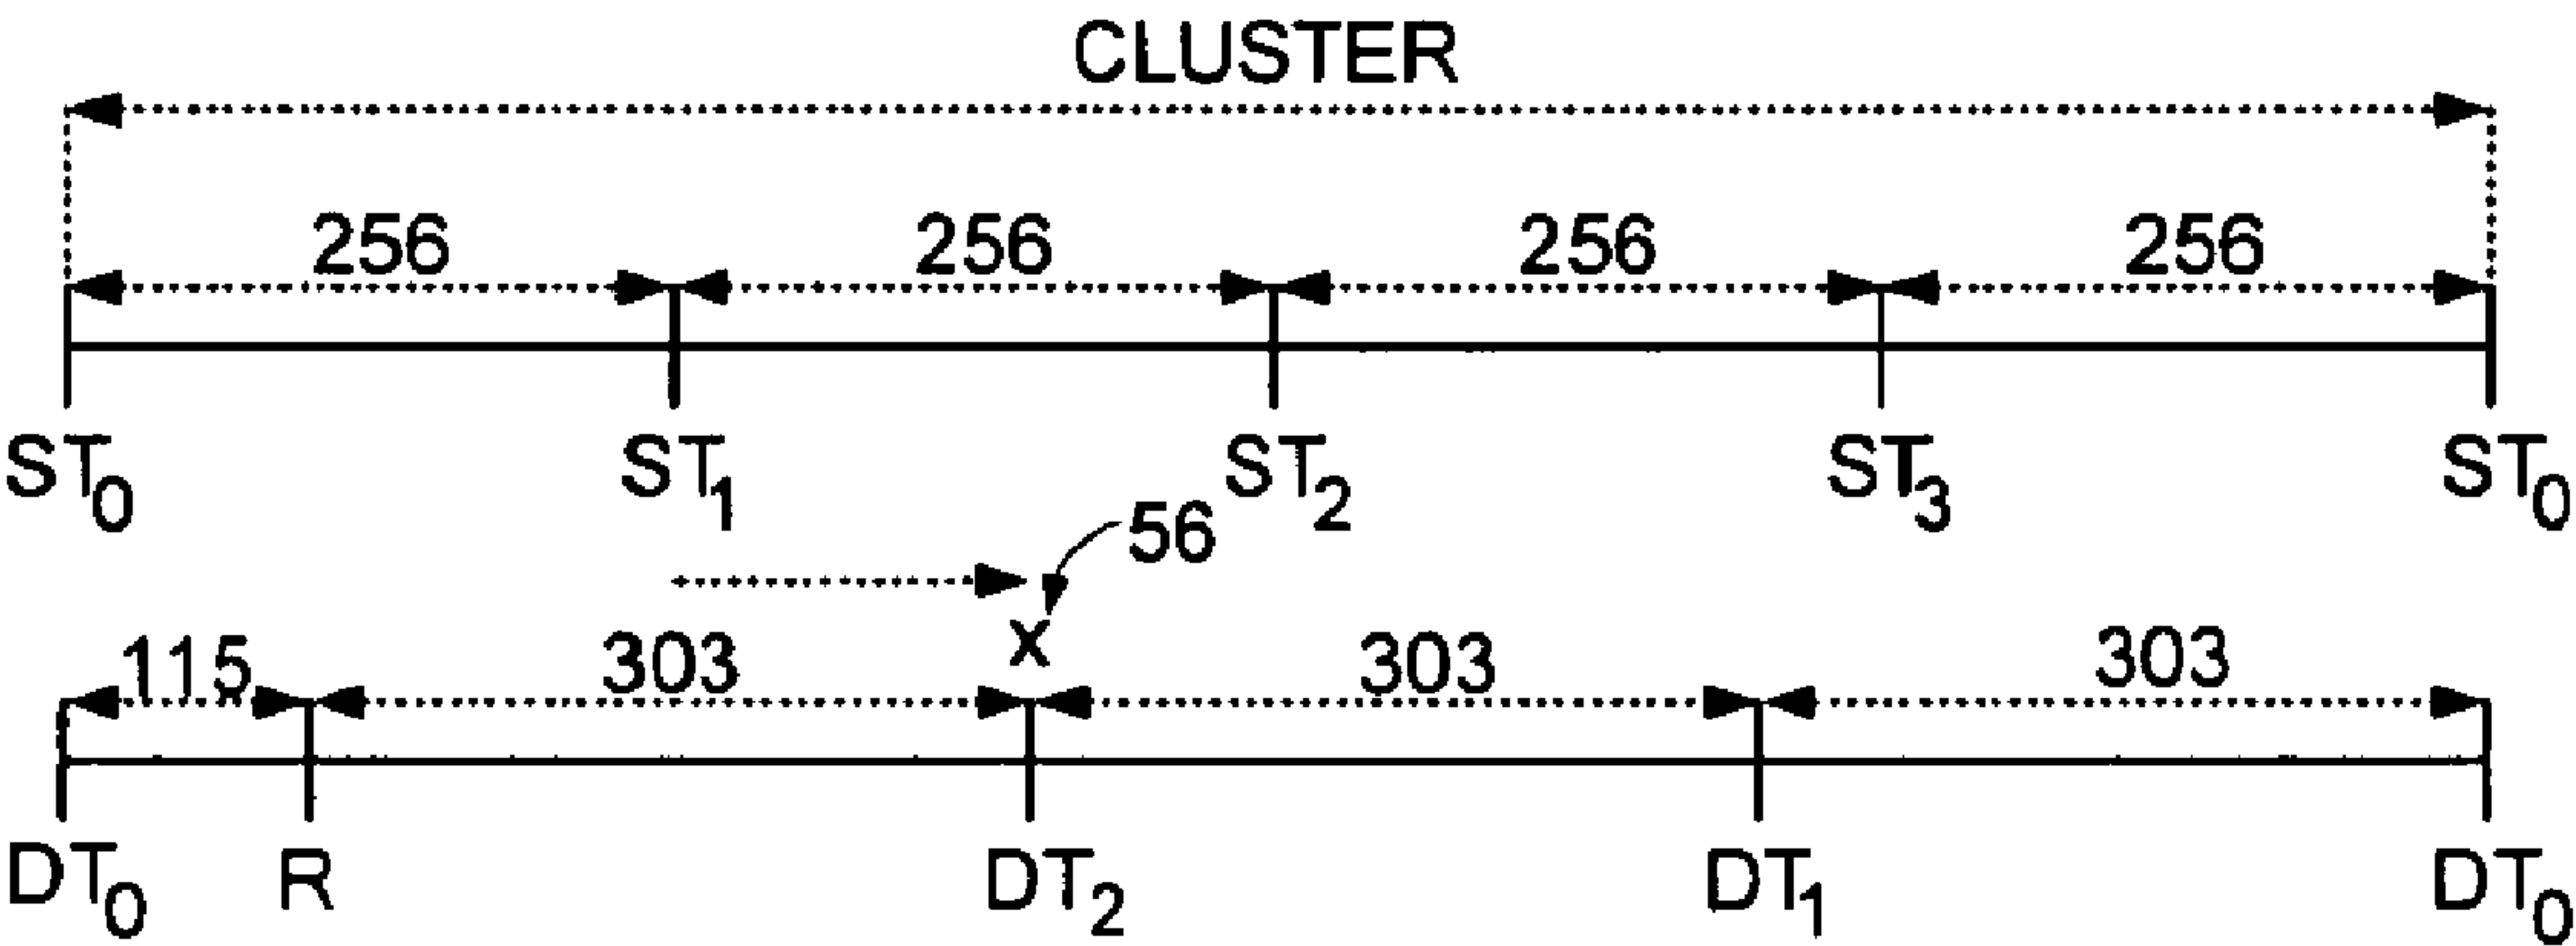 CLUSTER
256 256 256 256
ST0 ST1 ST2 ST3 ST0
56
x
115 303 303 303
DT0 R DT2 DT1 DT0